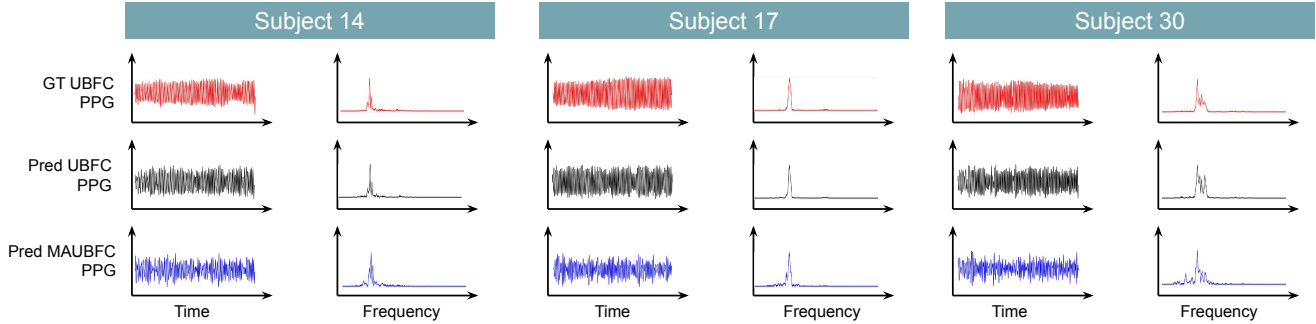 Subject 14
Subject 17
Subject 30
GT UBFC
PPG
Pred UBFC
PPG
Pred MAUBFC
PPG
Time
Frequency
Time
Frequency
Time
Frequency